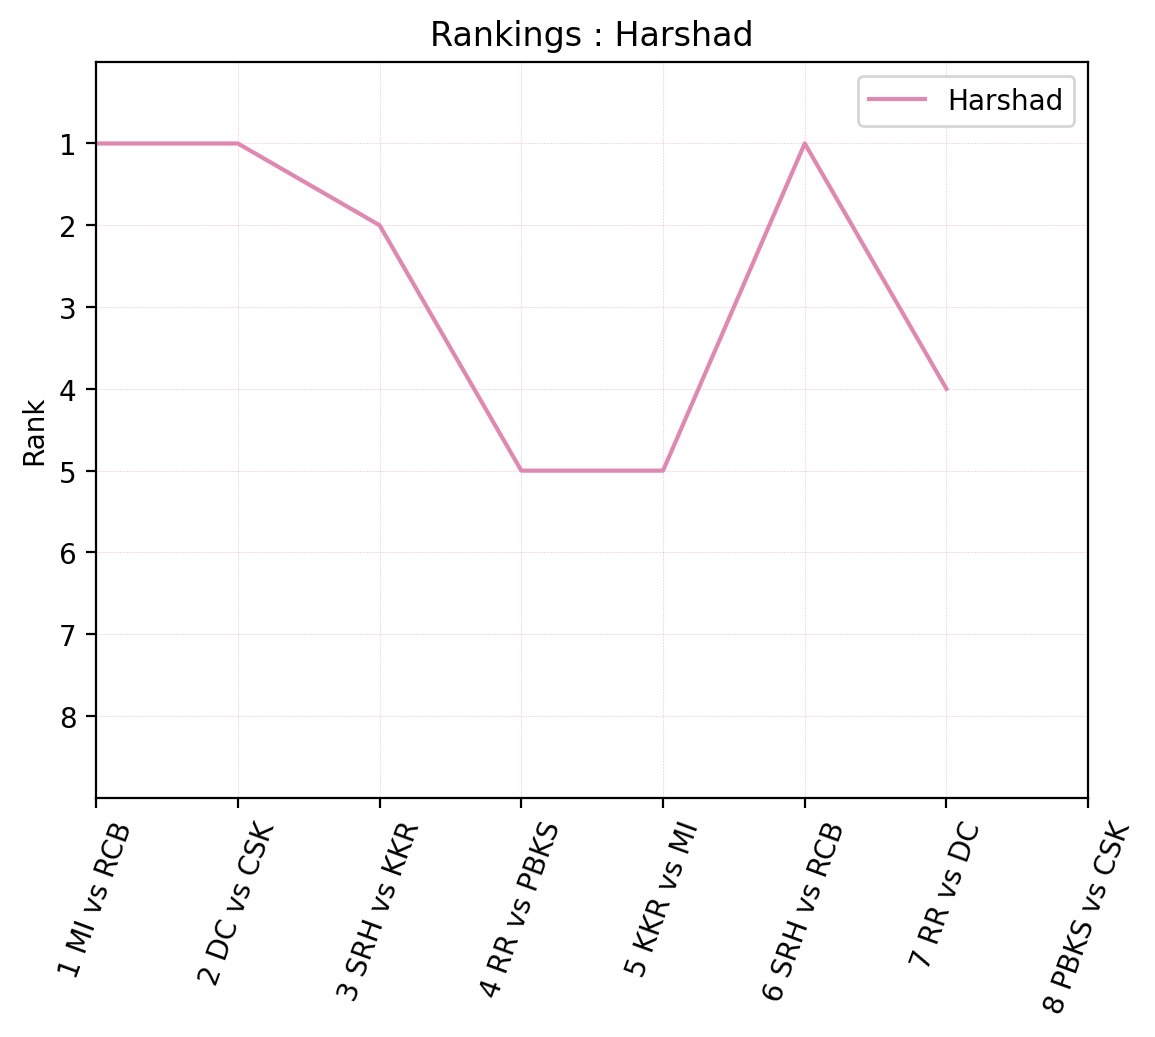 Rankings : Harshad
Harshad
Rank
1
2
3
4
5
6
7
8
1 MI vs RCB
2 DC vs CSK
3 SRH vs KKR
4 RR vs PBKS
5 KKR vs MI
6 SRH vs RCB
7 RR vs DC
8 PBKS vs CSK